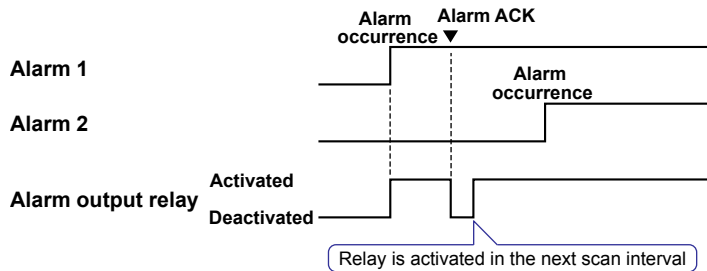 Alarm
occurrence
Alarm ACK
Alarm 1
Alarm
occurrence
Alarm 2
Activated
Alarm output relay
Deactivated
Relay is activated in the next scan interval